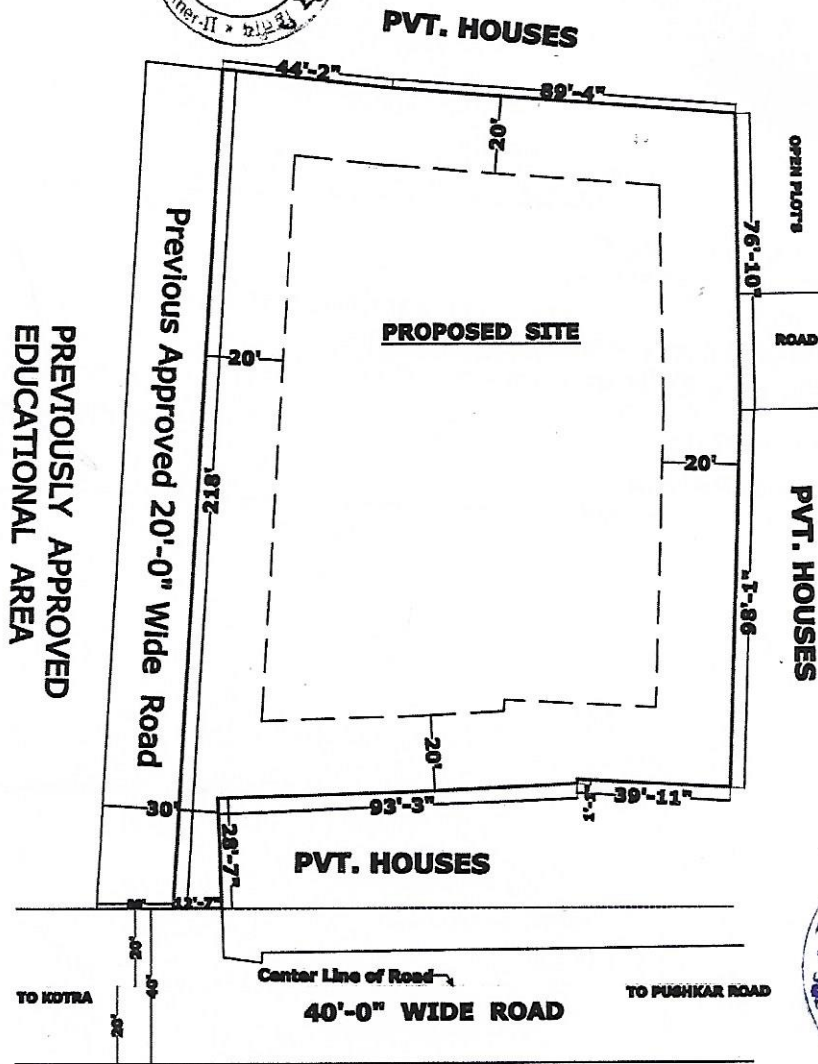 PVT. HOUSES
44'-2"
89'-4"
20'
OPEN PLOTS
76'-10"
ROAD
PROPOSED SITE
20'
20'
Previous Approved 20'-0" Wide Road
218'
PREVIOUSLY APPROVED
EDUCATIONAL AREA
PVT. HOUSES
98'-1"
20'
30'
93'-3"
1'-1"
39'-11"
28'-7"
PVT. HOUSES
12'-7"
20'
40'
20'
Center Line of Road
TO KOTRA
40'-0" WIDE ROAD
TO PUSHKAR ROAD